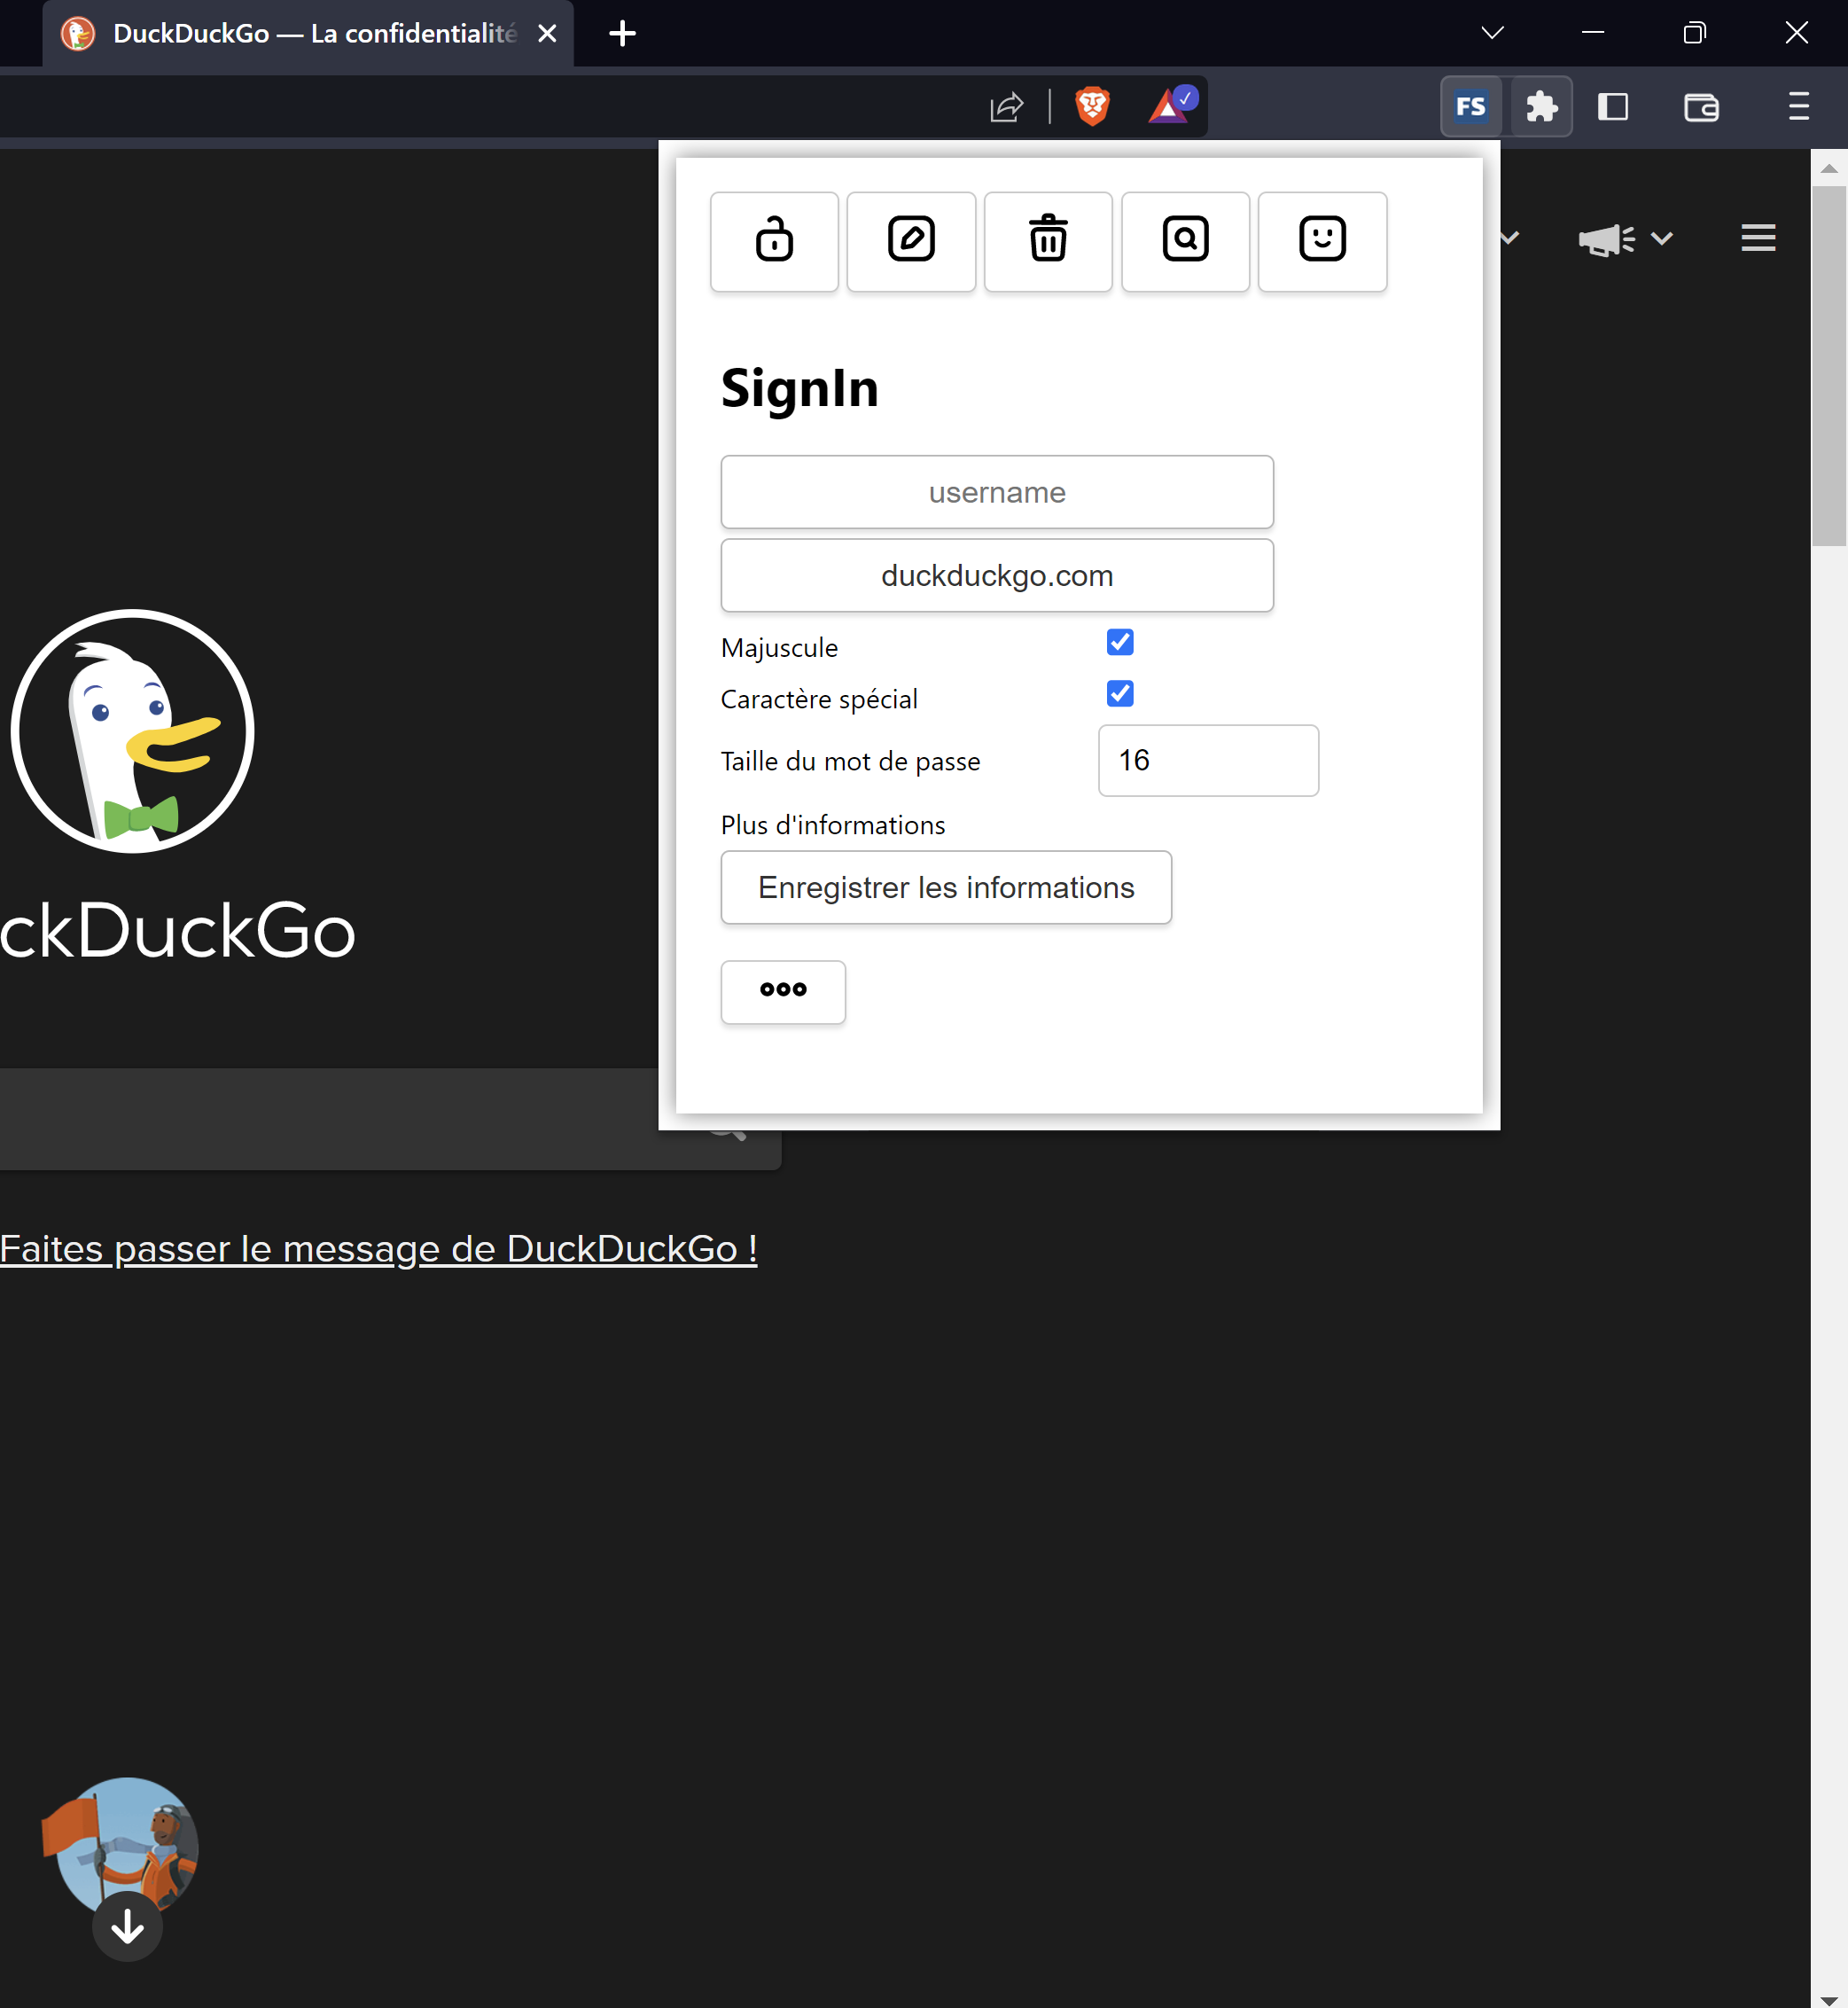 DuckDuckGo — La confidentialité
FS
SignIn
username
duckduckgo.com
Majuscule
Caractère spécial
Taille du mot de passe
16
Plus d'informations
Enregistrer les informations
ckDuckGo
Faites passer le message de DuckDuckGo !